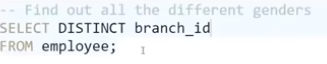 -- Find out all the different genders
SELECT DISTINCT branch_id
FROM employee;